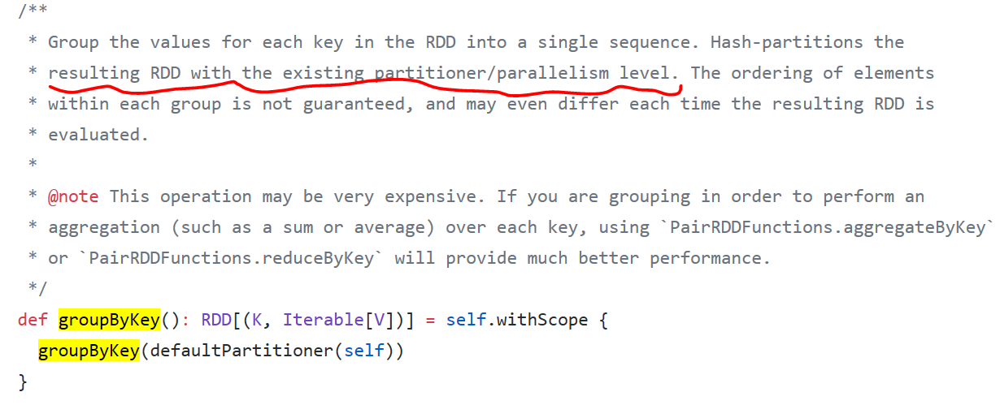 /**
* Group the values for each key in the RDD into a single sequence. Hash-partitions the
* resulting RDD with the existing partitioner/parallelism level. The ordering of elements
* within each group is not guaranteed, and may even differ each time the resulting RDD is
* evaluated.
*
* @note This operation may be very expensive. If you are grouping in order to perform an
* aggregation (such as a sum or average) over each key, using `PairRDDFunctions.aggregateByKey`
* or `PairRDDFunctions.reduceByKey` will provide much better performance.
*/
def groupByKey(): RDD[(K, Iterable[V])] = self.withScope {
groupByKey(defaultPartitioner(self))
}